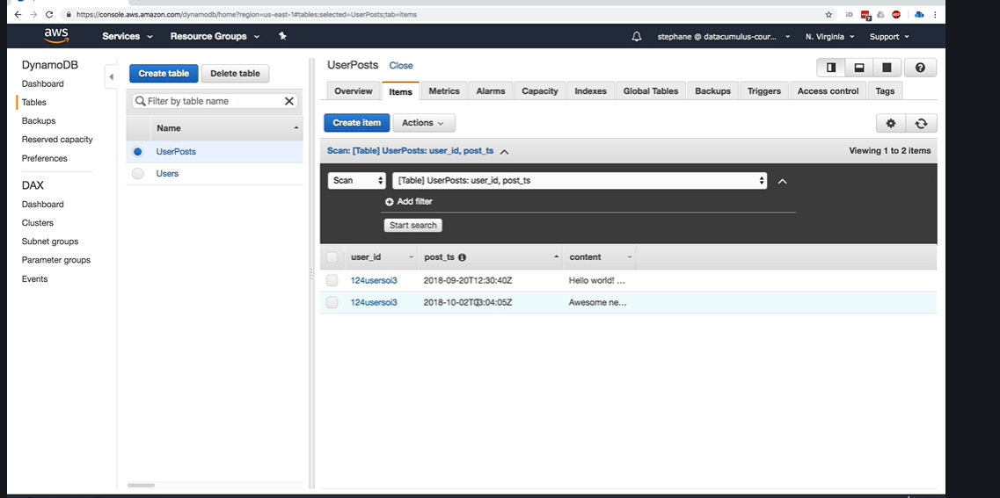 https://console.aws.amazon.com/dynamodb/home?region=us-east-1#tables:selected=UserPosts;tab=items
aws Services Resource Groups stephane @ datacumulus-cour... N. Virginia Support
DynamoDB
Dashboard
Tables
Backups
Reserved capacity
Preferences
DAX
Dashboard
Clusters
Subnet groups
Parameter groups
Events
Create table Delete table
Filter by table name
Name
UserPosts
Users
UserPosts Close
Overview Items Metrics Alarms Capacity Indexes Global Tables Backups Triggers Access control Tags
Create item Actions
Scan: [Table] UserPosts: user_id, post_ts Viewing 1 to 2 items
Scan [Table] UserPosts: user_id, post_ts
Add filter
Start search
user_id post_ts content
124usersoi3 2018-09-20T12:30:40Z Hello world! ...
124usersoi3 2018-10-02T13:04:05Z Awesome ne...